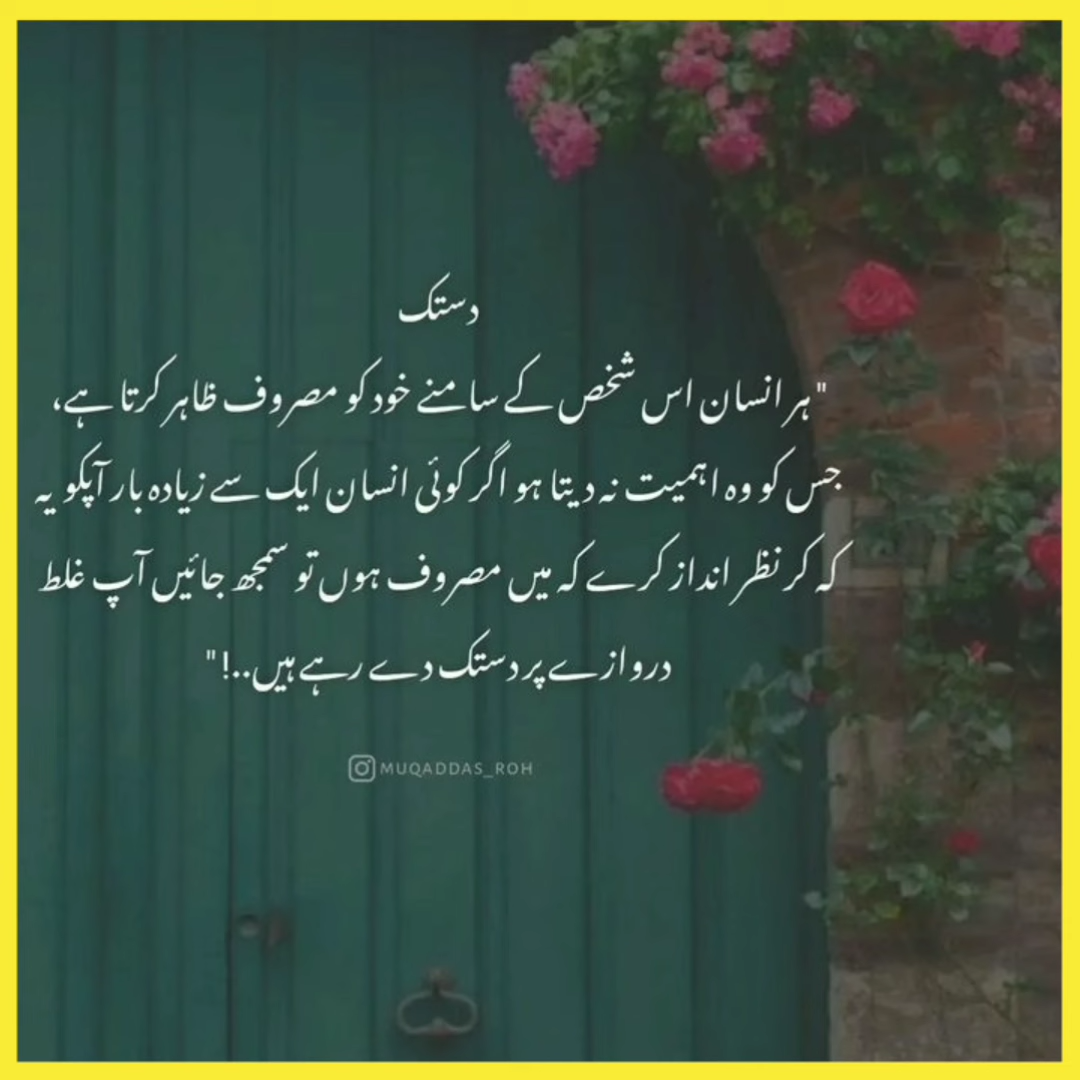 دستک
"ہر انسان اس شخص کے سامنے خود کو مصروف ظاہر کرتا ہے،
جس کو وہ اہمیت نہ دیتا ہو اگر کوئی انسان ایک سے زیادہ بار آپکو یہ
کہ کر نظر انداز کرے کہ میں مصروف ہوں تو سمجھ جائیں آپ غلط
دروازے پر دستک دے رہے ہیں..!"
MUQADDAS_ROH